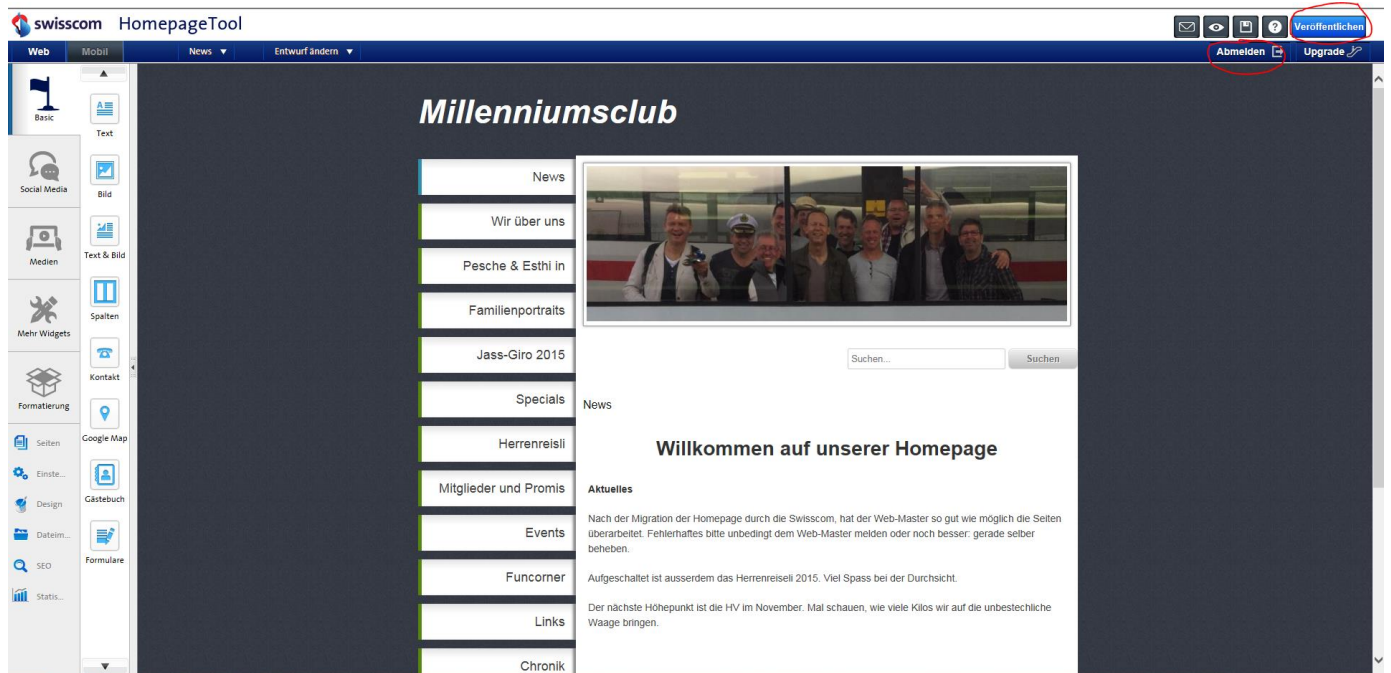 swisscom HomepageTool
Veröffentlichen
Web Mobil News Entwurf ändern Abmelden Upgrade
Basic
Social Media
Medien
Mehr Widgets
Formatierung
Seiten
Einste...
Design
Dateim...
SEO
Statis...
Text
Bild
Text & Bild
Spalten
Kontakt
Google Map
Gästebuch
Formulare
Millenniumsclub
News
Wir über uns
Pesche & Esthi in
Familienportraits
Jass-Giro 2015
Specials
Herrenreisli
Mitglieder und Promis
Events
Funcorner
Links
Chronik
Suchen... Suchen
News
Willkommen auf unserer Homepage
Aktuelles
Nach der Migration der Homepage durch die Swisscom, hat der Web-Master so gut wie möglich die Seiten
überarbeitet. Fehlerhaftes bitte unbedingt dem Web-Master melden oder noch besser: gerade selber
beheben.
Aufgeschaltet ist ausserdem das Herrenreiseli 2015. Viel Spass bei der Durchsicht.
Der nächste Höhepunkt ist die HV im November. Mal schauen, wie viele Kilos wir auf die unbestechliche
Waage bringen.